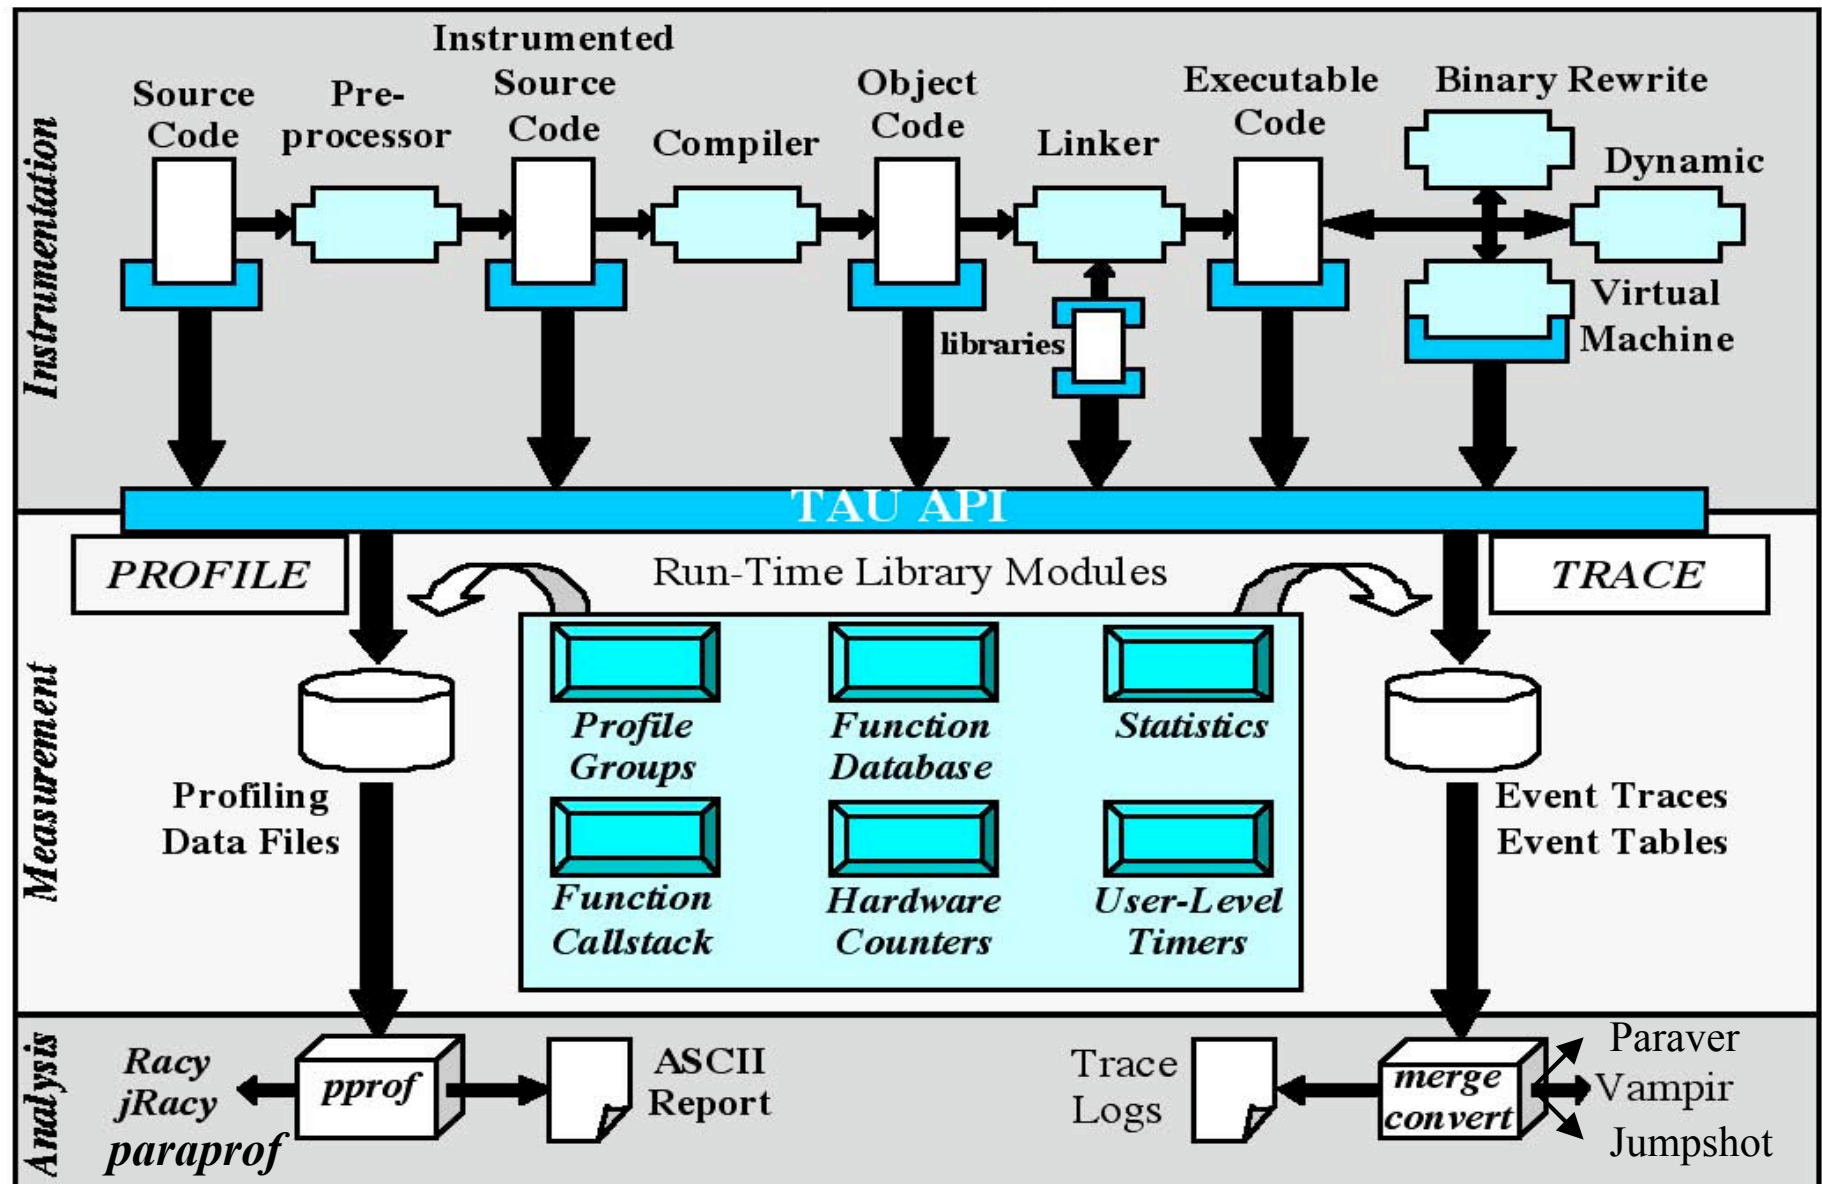 Instrumentation
Source
Code
Pre-
processor
Instrumented
Source
Code
Compiler
Object
Code
Linker
libraries
Executable
Code
Binary Rewrite
Dynamic
Virtual
Machine
TAU API
Measurement
PROFILE
Run-Time Library Modules
TRACE
Profiling
Data Files
Profile
Groups
Function
Database
Statistics
Function
Callstack
Hardware
Counters
User-Level
Timers
Event Traces
Event Tables
Analysis
Racy
jRacy
paraprof
pprof
ASCII
Report
Trace
Logs
merge
convert
Paraver
Vampir
Jumpshot